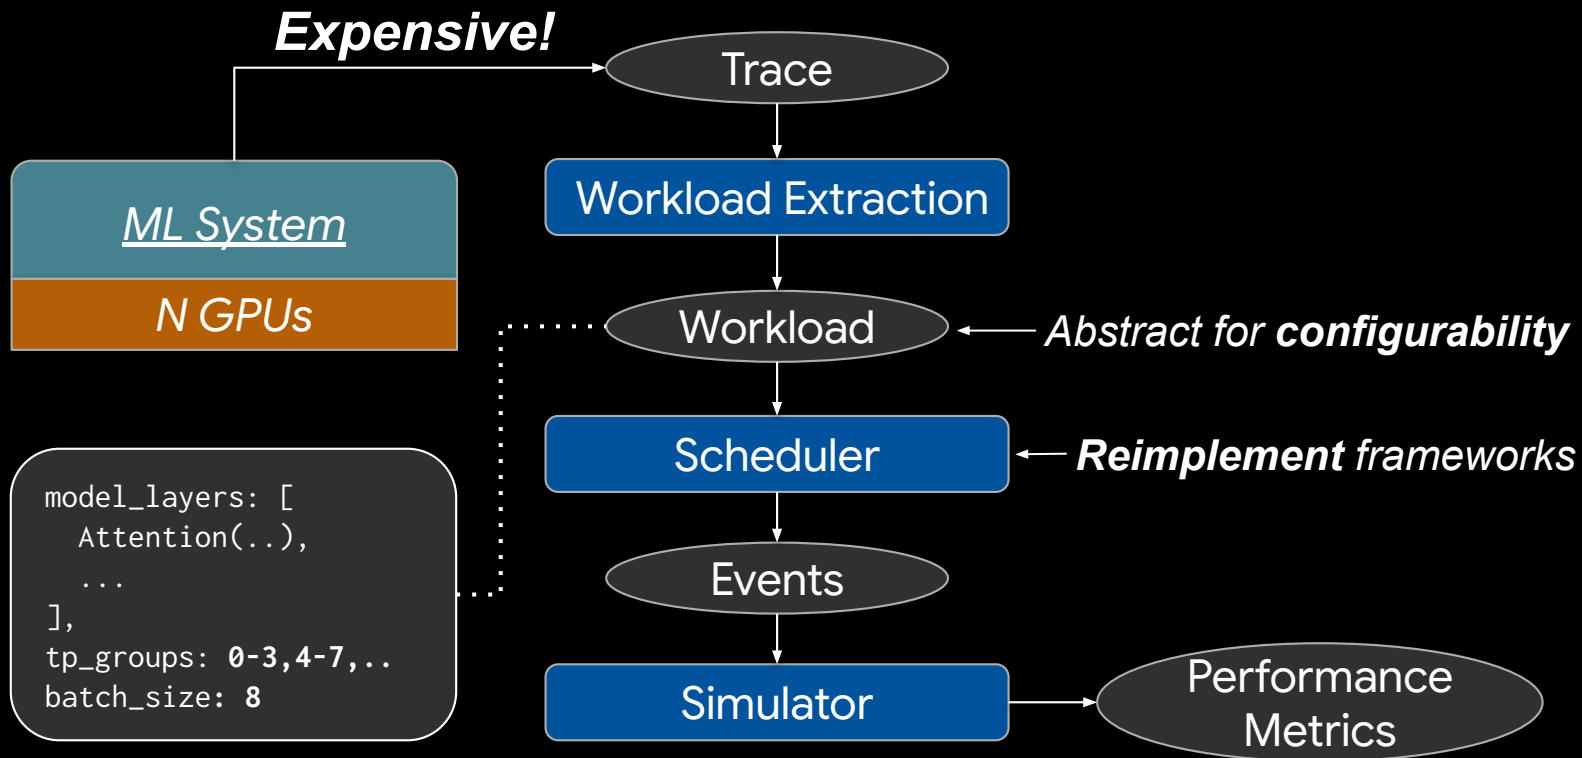 Expensive!
Trace
Workload Extraction
ML System
N GPUs
Workload
Abstract for configurability
Scheduler
Reimplement frameworks
model_layers: [
  Attention(..),
  ...
],
tp_groups: 0-3,4-7,..
batch_size: 8
Events
Simulator
Performance
Metrics